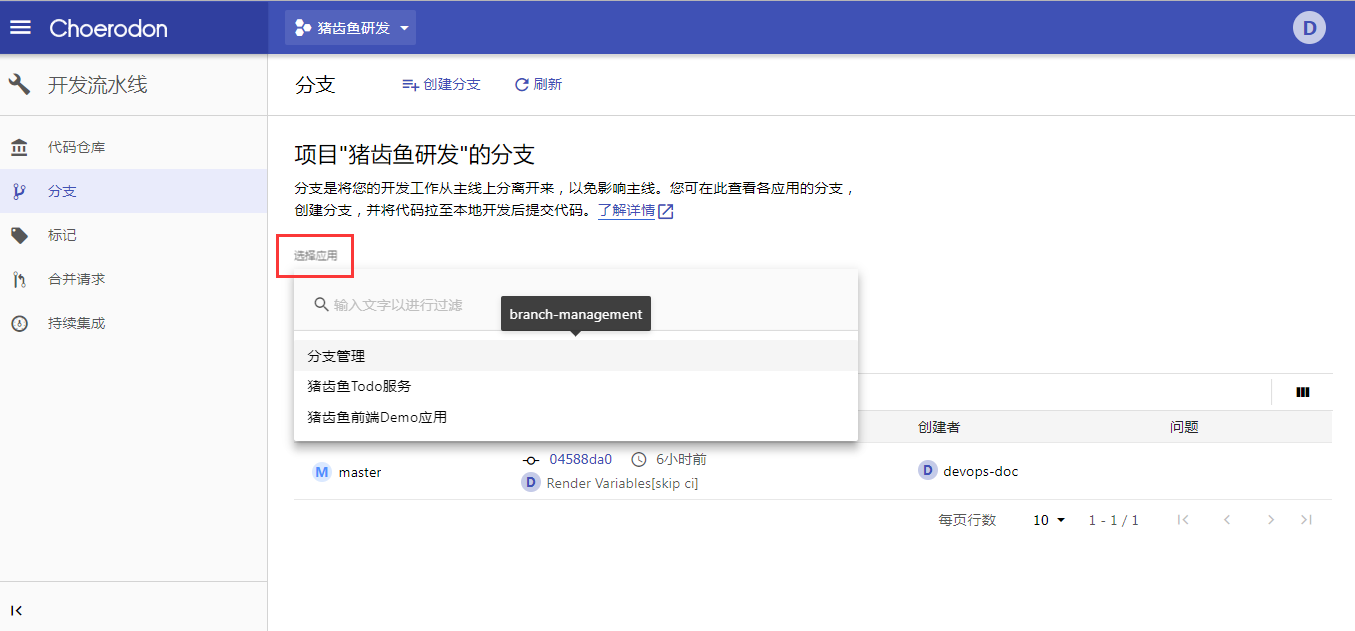 Choerodon
猪齿鱼研发
D
开发流水线
分支
创建分支
刷新
代码仓库
分支
标记
合并请求
持续集成
项目"猪齿鱼研发"的分支
分支是将您的开发工作从主线上分离开来，以免影响主线。您可在此查看各应用的分支，
创建分支，并将代码拉至本地开发后提交代码。了解详情
选择应用
输入文字以进行过滤
branch-management
分支管理
猪齿鱼Todo服务
猪齿鱼前端Demo应用
创建者 问题
M master
04588da0 6小时前
D Render Variables[skip ci]
D devops-doc
每页行数 10 1 - 1 / 1